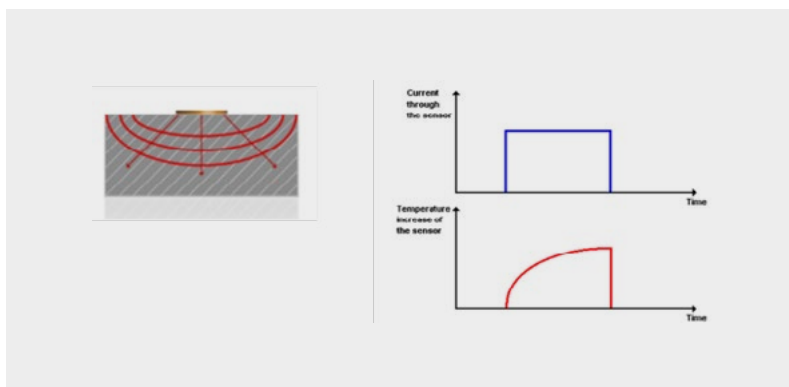 Current
through
the sensor
Time
Temperature
increase of
the sensor
Time